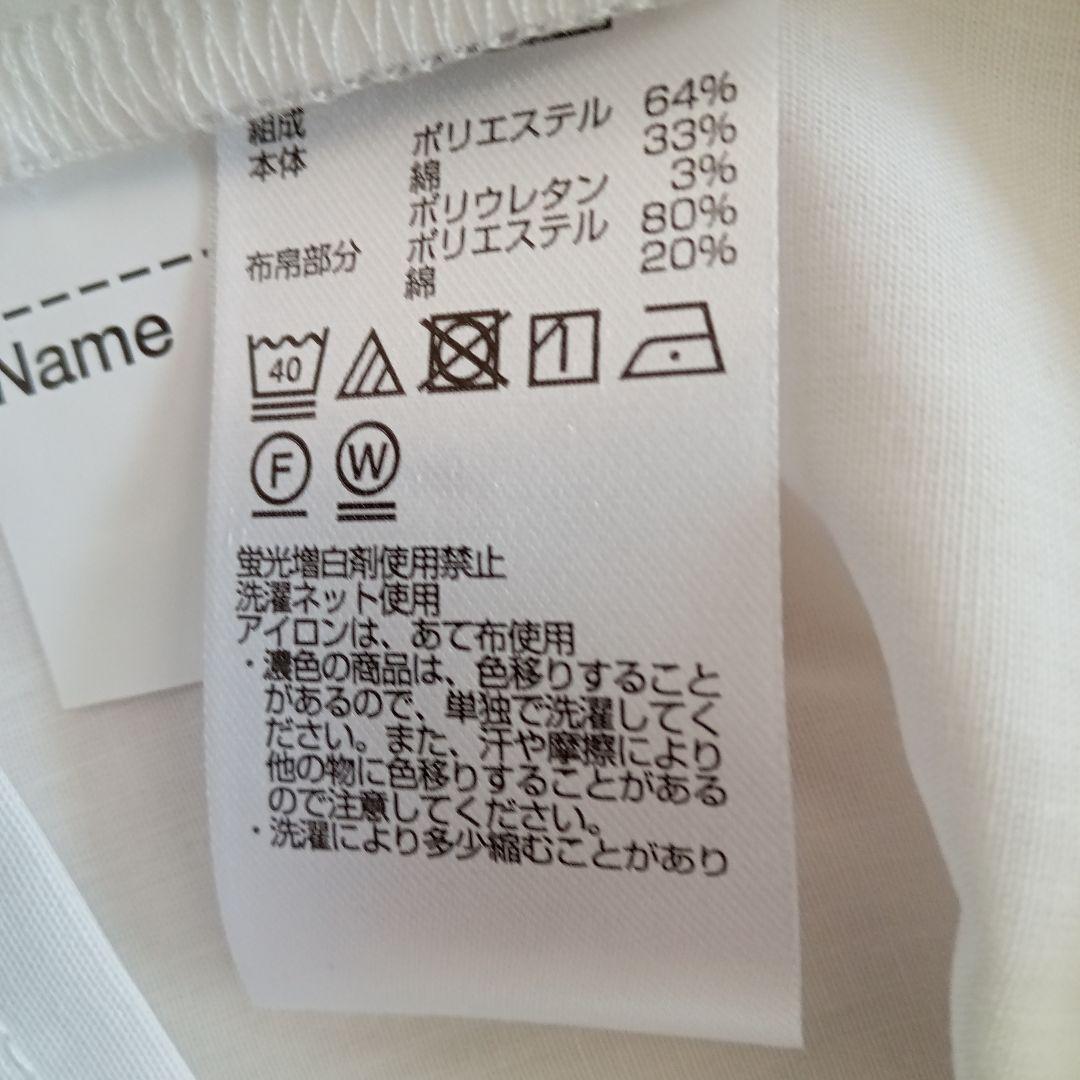 組成
本体 ポリエステル 64%
綿 33%
ポリウレタン 3%
布帛部分 ポリエステル 80%
綿 20%
Name
40
F W
蛍光増白剤使用禁止
洗濯ネット使用
アイロンは、あて布使用
・濃色の商品は、色移りすること
があるので、単独で洗濯してく
ださい。また、汗や摩擦により
他の物に色移りすることがある
ので注意してください。
・洗濯により多少縮むことがあり